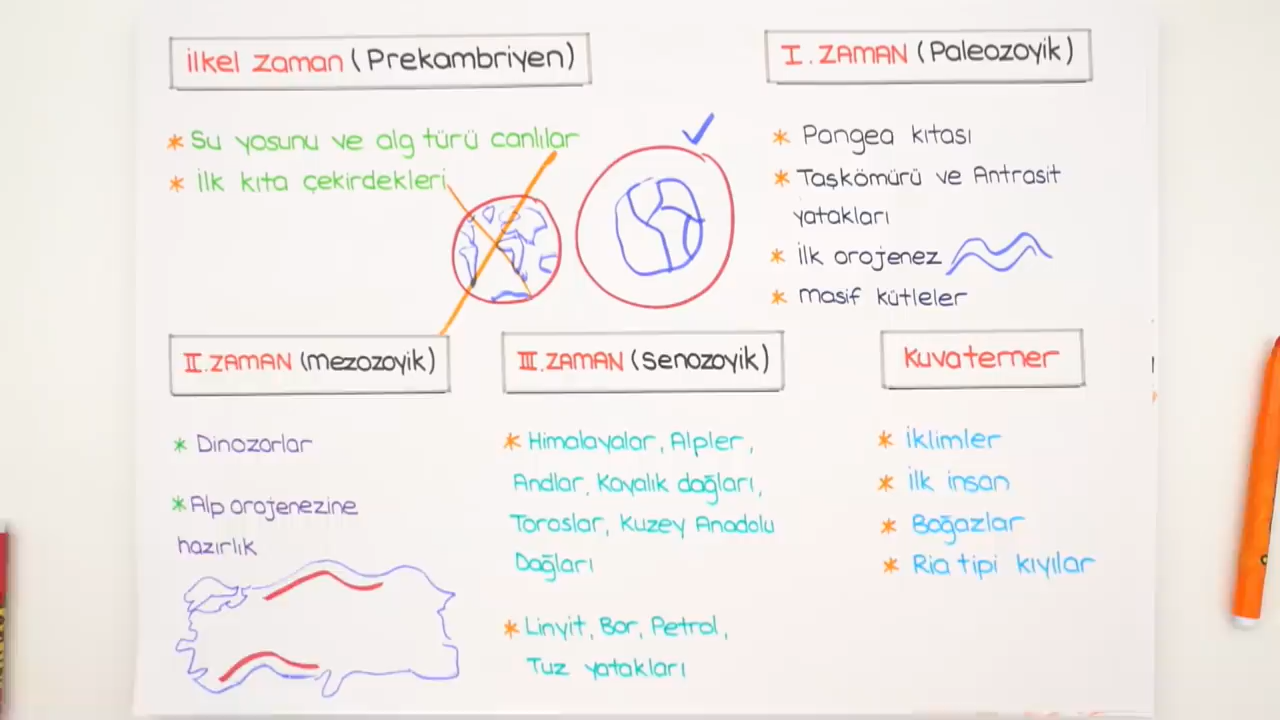 ilkel zaman (Prekambriyen)
* Su yosunu ve alg türü canlılar
* İlk kıta çekirdekleri
I. ZAMAN (Paleozoyik)
* Pangea kıtası
* Taşkömürü ve Antrasit
yatakları
* İlk orojenez
* masif kütleler
II. ZAMAN (mezozoyik)
* Dinozorlar
* Alp orojenezine
hazırlık
III. ZAMAN (senozoyik)
* Himalayalar, Alpler,
Andlar, Kayalık dağları,
Toroslar, Kuzey Anadolu
Dağları
* Linyit, Bor, Petrol,
Tuz yatakları
Kuvaterner
* İklimler
* İlk insan
* Boğazlar
* Ria tipi kıyılar